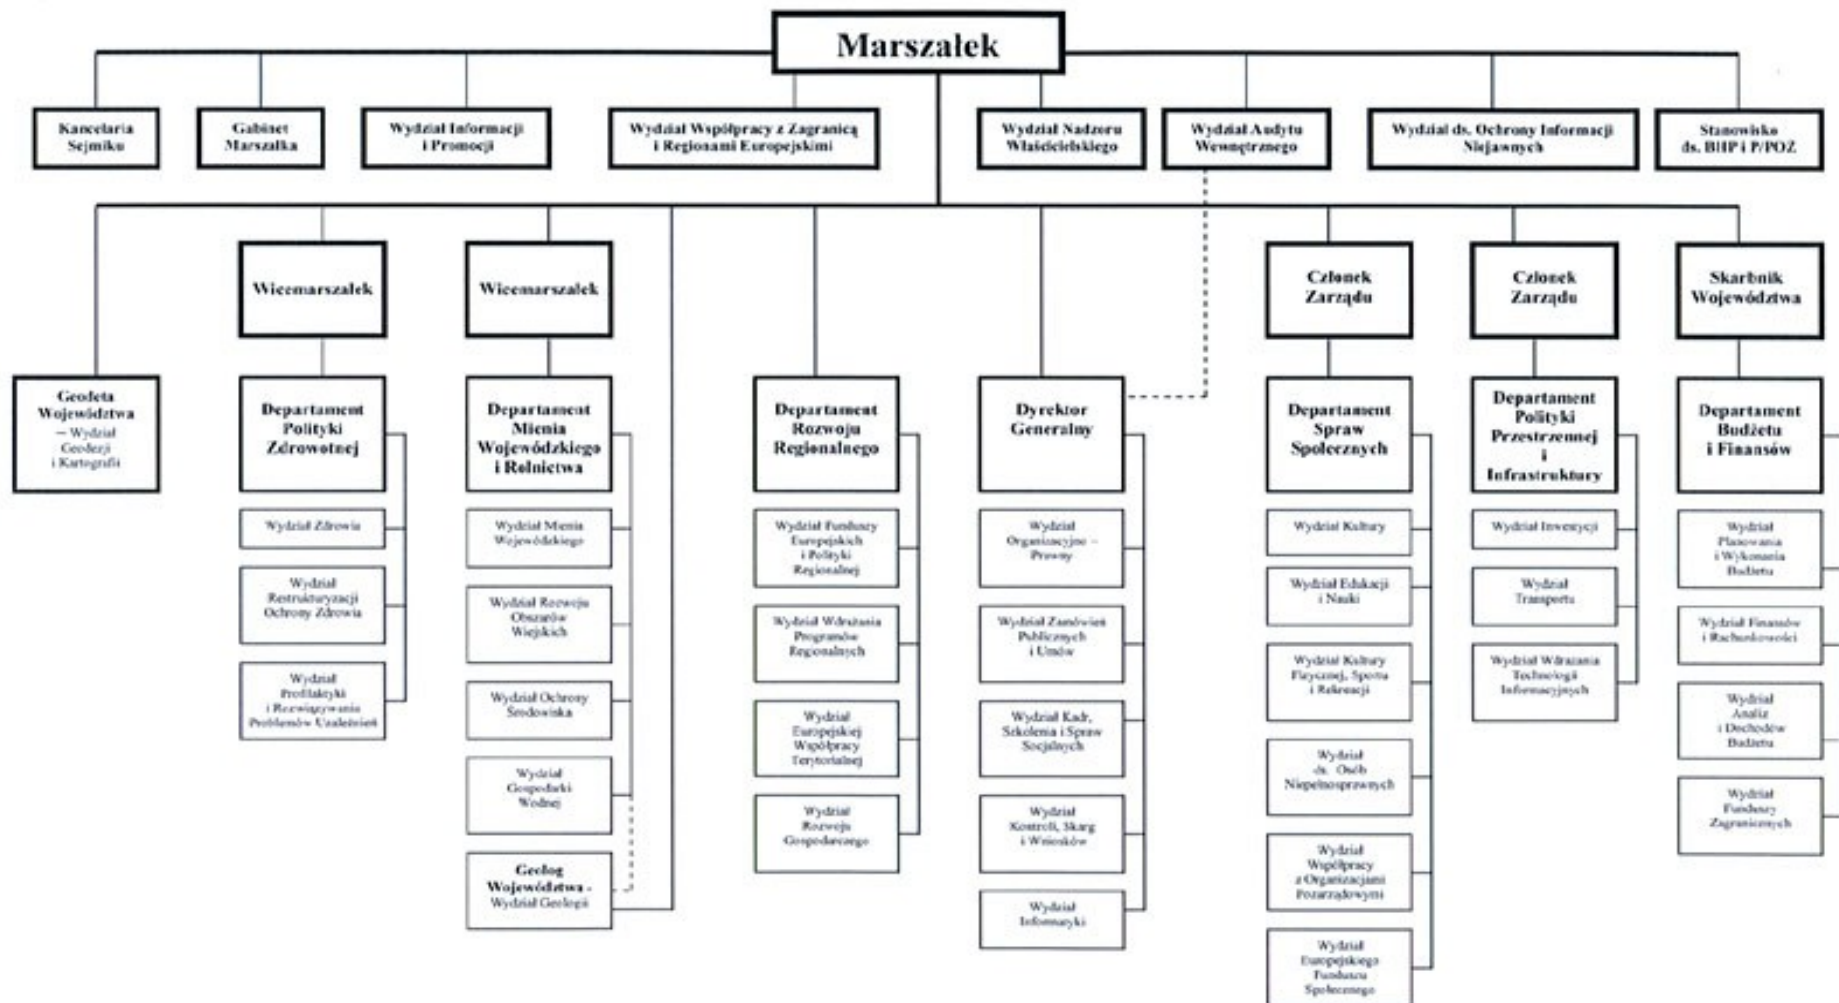 Marszałek
Kancelaria
Sejmiku
Gabinet
Marszałka
Wydział Informacji
i Promocji
Wydział Współpracy z Zagranicą
i Regionami Europejskimi
Wydział Nadzoru
Właścicielskiego
Wydział Audytu
Wewnętrznego
Wydział ds. Ochrony Informacji
Niejawnych
Stanowisko
ds. BHP i P/POŻ
Wicemarszałek
Wicemarszałek
Członek
Zarządu
Członek
Zarządu
Skarbnik
Województwa
Geodeta
Województwa
– Wydział
Geodezji
i Kartografii
Departament
Polityki
Zdrowotnej
Wydział Zdrowia
Wydział
Restrukturyzacji
Ochrony Zdrowia
Wydział
Profilaktyki
i Rozwiązywania
Problemów Uzależnień
Departament
Mienia
Wojewódzkiego
i Rolnictwa
Wydział Mienia
Wojewódzkiego
Wydział Rozwoju
Obszarów
Wiejskich
Wydział Ochrony
Środowiska
Wydział
Gospodarki
Wodnej
Geolog
Województwa -
Wydział Geologii
Departament
Rozwoju
Regionalnego
Wydział Funduszy
Europejskich
i Polityki
Regionalnej
Wydział Wdrażania
Programów
Regionalnych
Wydział
Europejskiej
Współpracy
Terytorialnej
Wydział
Rozwoju
Gospodarczego
Dyrektor
Generalny
Wydział
Organizacyjno –
Prawny
Wydział Zamówień
Publicznych
i Umów
Wydział Kadr,
Szkolenia i Spraw
Socjalnych
Wydział
Kontroli, Skarg
i Wniosków
Wydział
Informatyki
Departament
Spraw
Społecznych
Wydział Kultury
Wydział Edukacji
i Nauki
Wydział Kultury
Fizycznej, Sportu
i Rekreacji
Wydział
ds. Osób
Niepełnosprawnych
Wydział
Współpracy
z Organizacjami
Pozarządowymi
Wydział
Europejskiego
Funduszu
Społecznego
Departament
Polityki
Przestrzennej
i
Infrastruktury
Wydział Inwestycji
Wydział
Transportu
Wydział Wdrażania
Technologii
Informacyjnych
Departament
Budżetu
i Finansów
Wydział
Planowania
i Wykonania
Budżetu
Wydział Finansów
i Rachunkowości
Wydział
Analiz
i Dochodów
Budżetu
Wydział
Funduszy
Zagranicznych